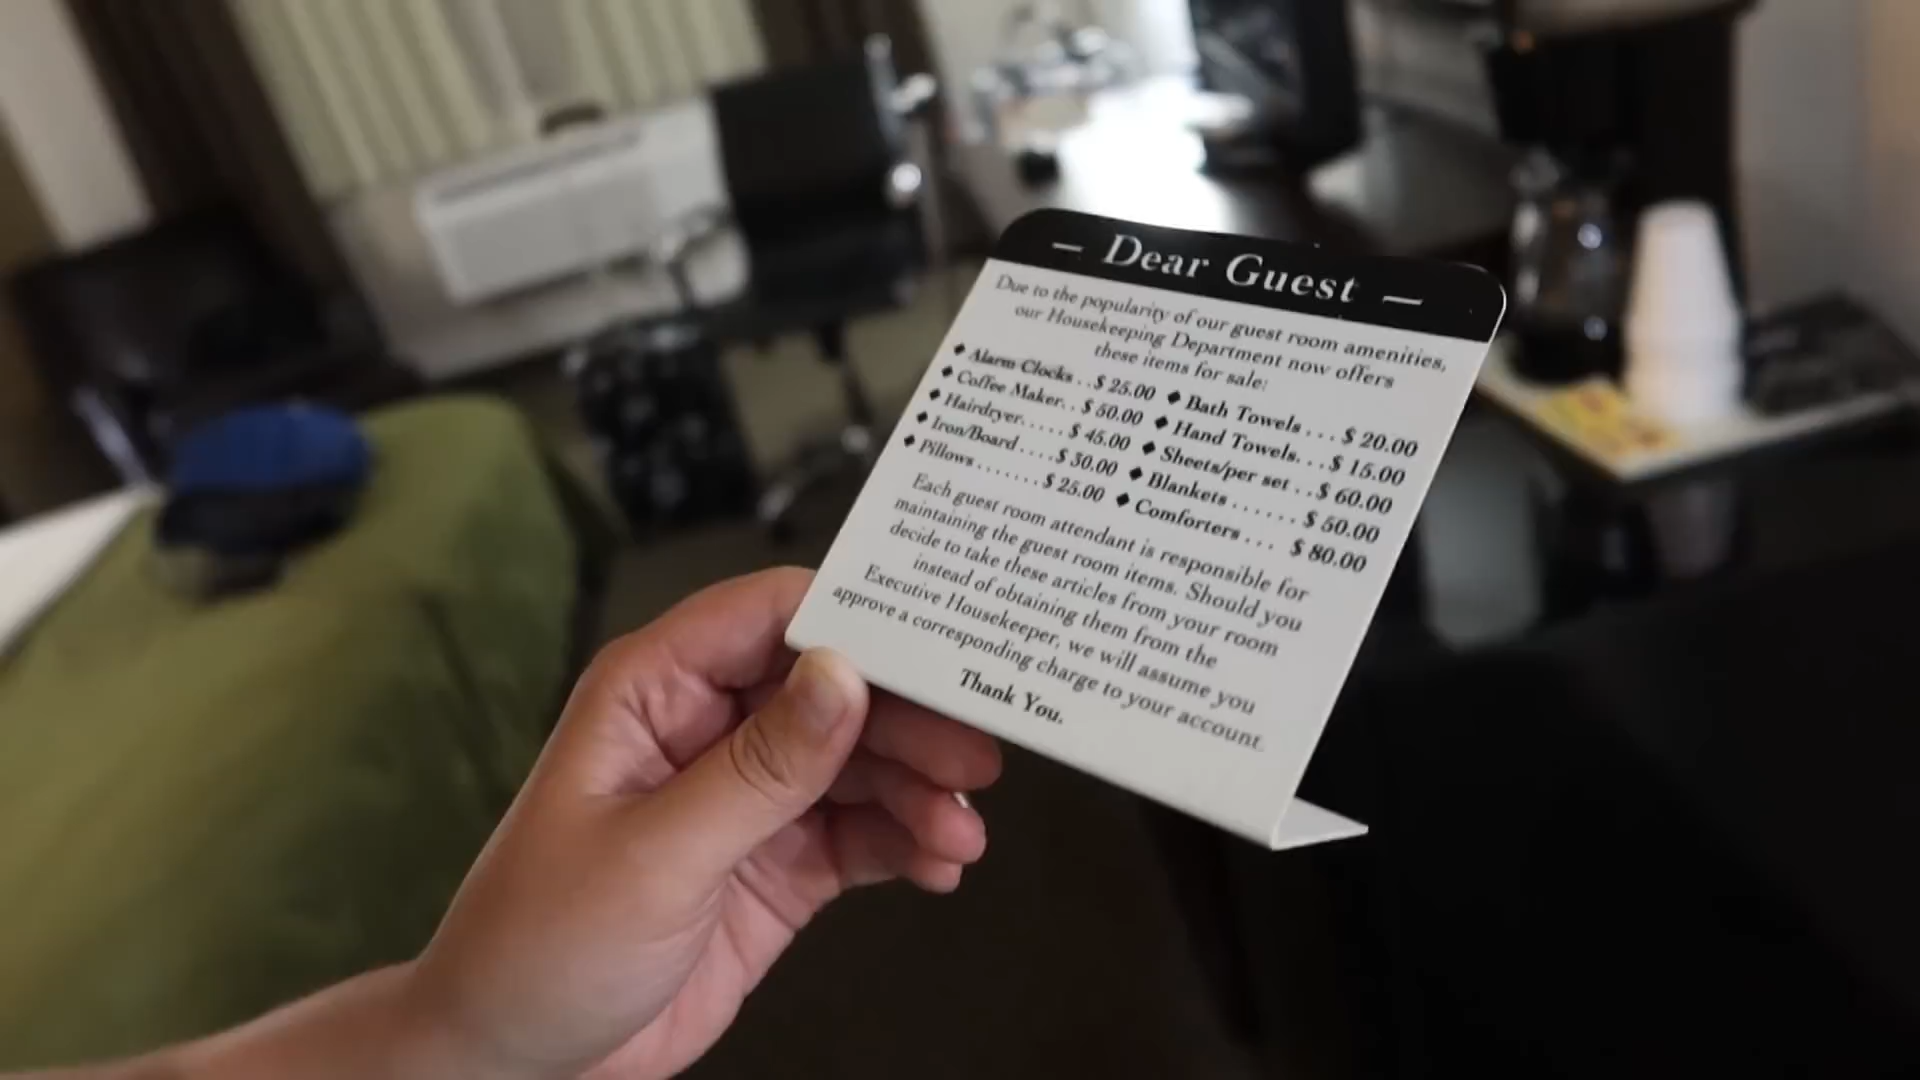 — Dear Guest —
Due to the popularity of our guest room amenities,
our Housekeeping Department now offers
these items for sale:
◆ Alarm Clocks . . $ 25.00 ◆ Bath Towels . . . $ 20.00
◆ Coffee Maker. . $ 50.00 ◆ Hand Towels. . . $ 15.00
◆ Hairdryer. . . . . $ 45.00 ◆ Sheets/per set . . $ 60.00
◆ Iron/Board . . . . $ 30.00 ◆ Blankets . . . . . . $ 50.00
◆ Pillows . . . . . . . $ 25.00 ◆ Comforters . . . $ 80.00
Each guest room attendant is responsible for
maintaining the guest room items. Should you
decide to take these articles from your room
instead of obtaining them from the
Executive Housekeeper, we will assume you
approve a corresponding charge to your account.
Thank You.